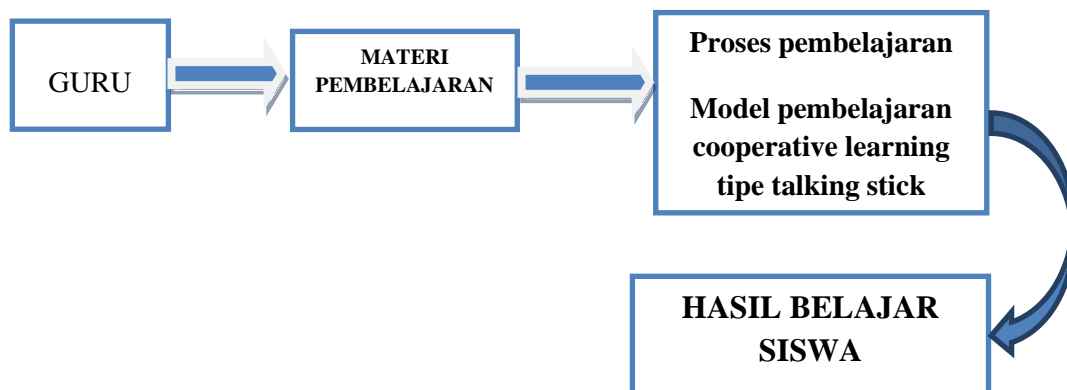 GURU
MATERI
PEMBELAJARAN
Proses pembelajaran
Model pembelajaran
cooperative learning
tipe talking stick
HASIL BELAJAR
SISWA